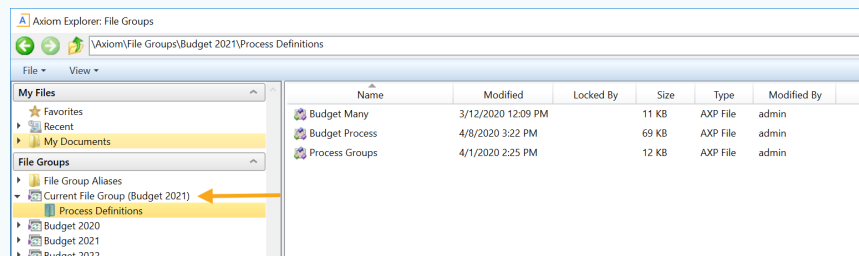 Axiom Explorer: File Groups
\Axiom\File Groups\Budget 2021\Process Definitions
File View
My Files
Favorites
Recent
My Documents
File Groups
File Group Aliases
Current File Group (Budget 2021)
Process Definitions
Budget 2020
Budget 2021
Budget 2022
Name Modified Locked By Size Type Modified By
Budget Many 3/12/2020 12:09 PM 11 KB AXP File admin
Budget Process 4/8/2020 3:22 PM 69 KB AXP File admin
Process Groups 4/1/2020 2:25 PM 12 KB AXP File admin